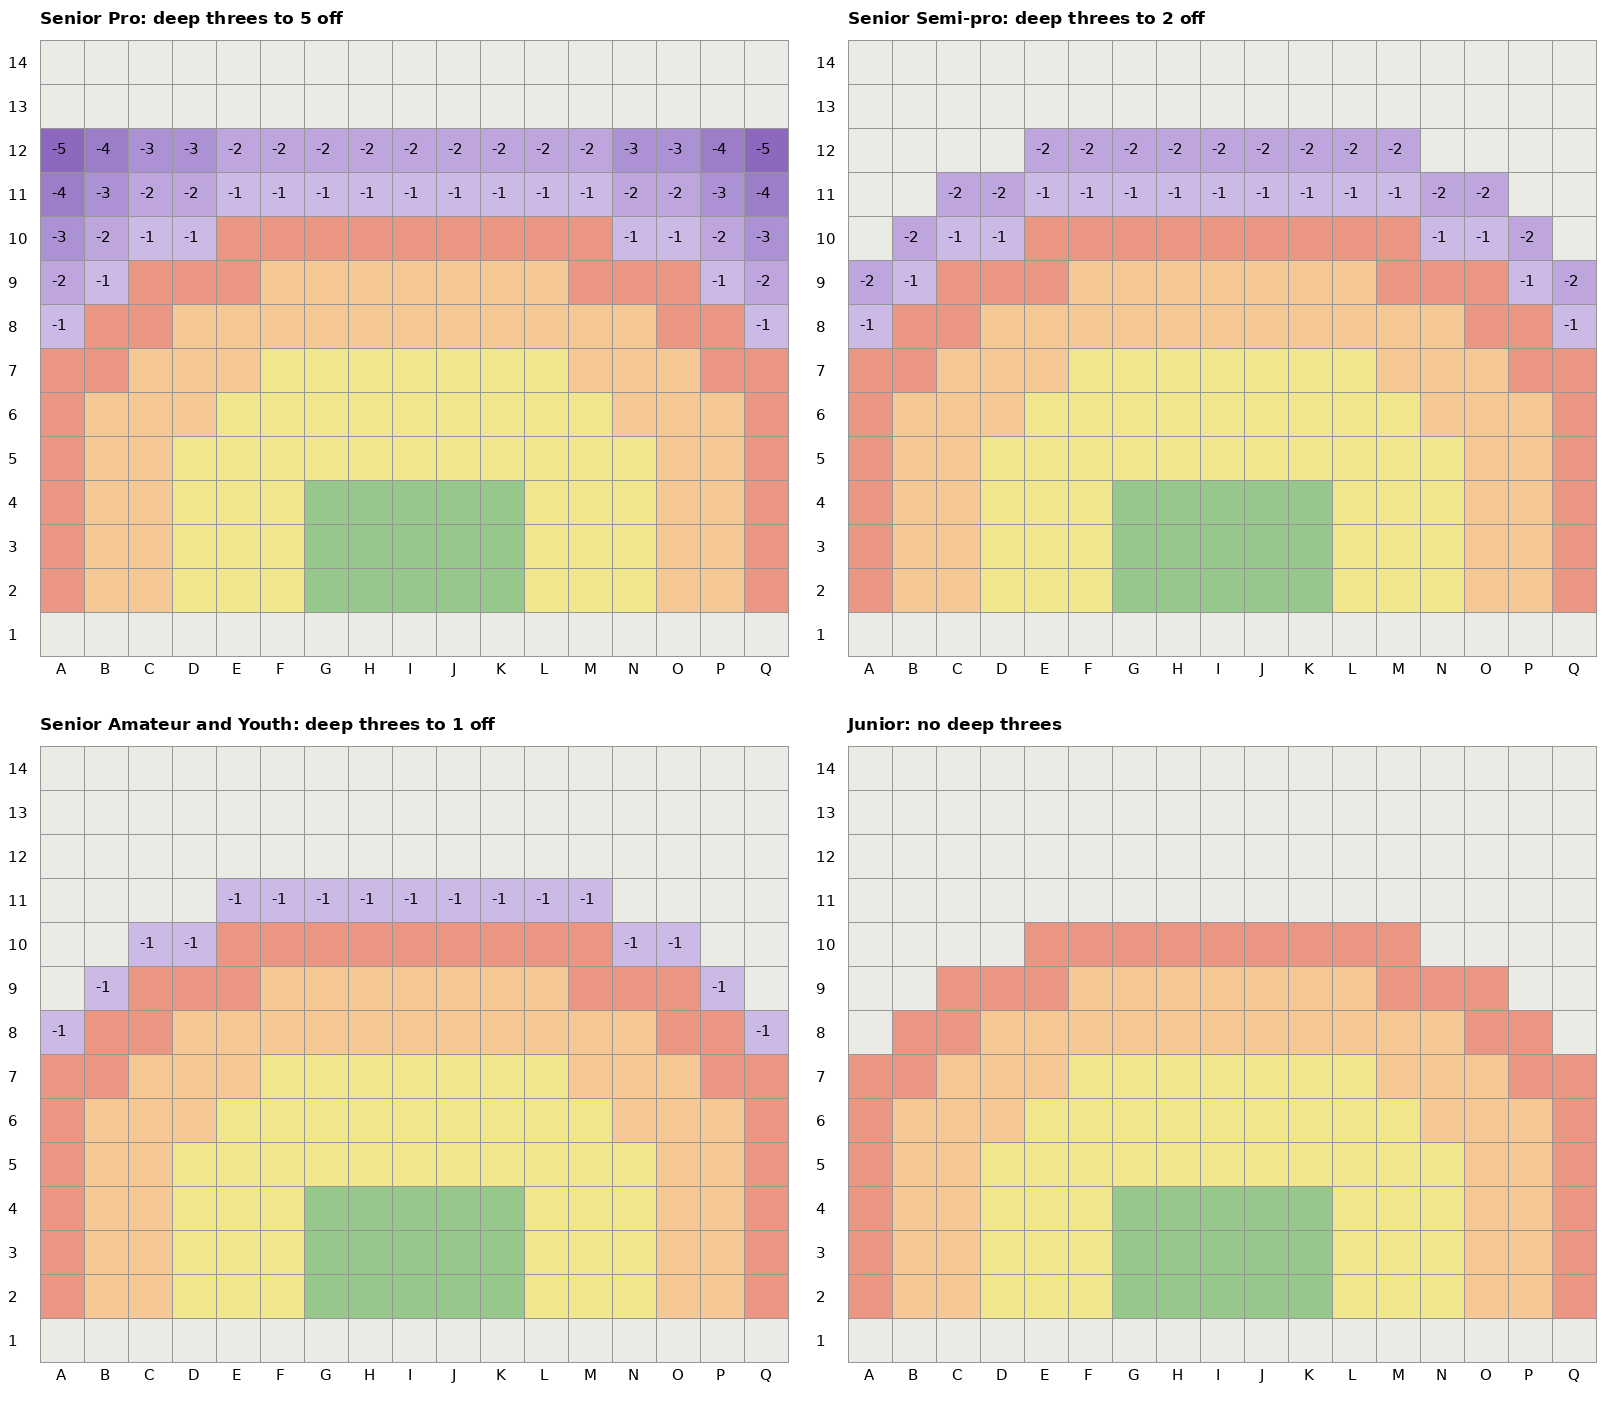 Senior Pro: deep threes to 5 off
14
13
12 -5 -4 -3 -3 -2 -2 -2 -2 -2 -2 -2 -2 -2 -3 -3 -4 -5
11 -4 -3 -2 -2 -1 -1 -1 -1 -1 -1 -1 -1 -1 -2 -2 -3 -4
10 -3 -2 -1 -1 -1 -1 -2 -3
9 -2 -1 -1 -2
8 -1 -1
7
6
5
4
3
2
1
A B C D E F G H I J K L M N O P Q
Senior Semi-pro: deep threes to 2 off
14
13
12 -2 -2 -2 -2 -2 -2 -2 -2 -2
11 -2 -2 -1 -1 -1 -1 -1 -1 -1 -1 -1 -2 -2
10 -2 -1 -1 -1 -1 -2
9 -2 -1 -1 -2
8 -1 -1
7
6
5
4
3
2
1
A B C D E F G H I J K L M N O P Q
Senior Amateur and Youth: deep threes to 1 off
14
13
12
11 -1 -1 -1 -1 -1 -1 -1 -1 -1
10 -1 -1 -1 -1
9 -1 -1
8 -1 -1
7
6
5
4
3
2
1
A B C D E F G H I J K L M N O P Q
Junior: no deep threes
14
13
12
11
10
9
8
7
6
5
4
3
2
1
A B C D E F G H I J K L M N O P Q